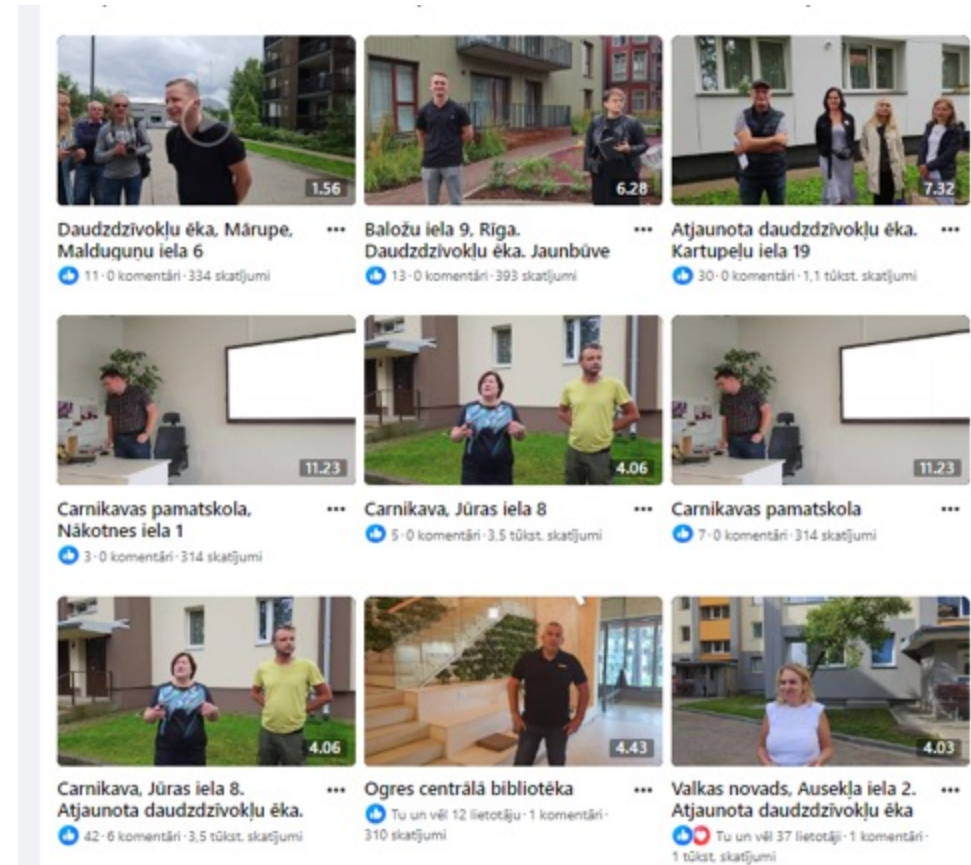 1.56
6.28
7.32
Daudzdzīvokļu ēka, Mārupe,
Malduguņu iela 6
11 · 0 komentāri · 334 skatījumi
Baložu iela 9, Rīga.
Daudzdzīvokļu ēka. Jaunbūve
13 · 0 komentāri · 393 skatījumi
Atjaunota daudzdzīvokļu ēka.
Kartupeļu iela 19
30 · 0 komentāri · 1,1 tūkst. skatījumi
11.23
4.06
11.23
Carnikavas pamatskola,
Nākotnes iela 1
3 · 0 komentāri · 314 skatījumi
Carnikava, Jūras iela 8
5 · 0 komentāri · 3,5 tūkst. skatījumi
Carnikavas pamatskola
7 · 0 komentāri · 314 skatījumi
4.06
4.43
4.03
Carnikava, Jūras iela 8.
Atjaunota daudzdzīvokļu ēka.
42 · 6 komentāri · 3,5 tūkst. skatījumi
Ogres centrālā bibliotēka
Tu un vēl 12 lietotāju · 1 komentāri ·
310 skatījumi
Valkas novads, Ausekļa iela 2.
Atjaunota daudzdzīvokļu ēka
Tu un vēl 37 lietotāji · 1 komentāri ·
1 tūkst. skatījumi